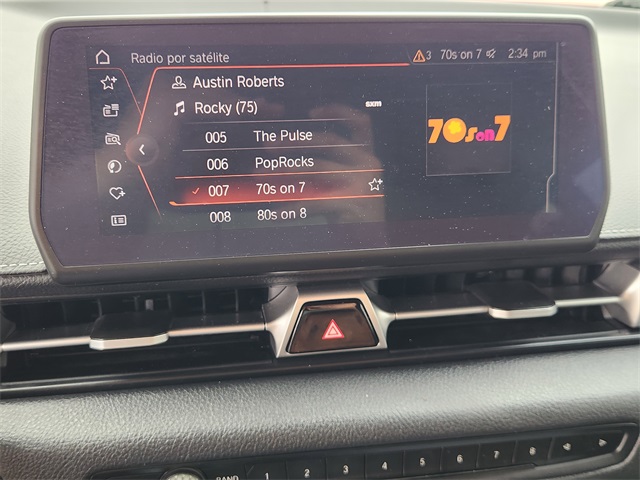 Radio por satélite 3 70s on 7 2:34 pm
Austin Roberts
Rocky (75)
sxm
70s on 7
005 The Pulse
006 PopRocks
007 70s on 7
008 80s on 8
BAND 1 2 3 4 5 6 7 8